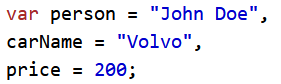 var person = "John Doe",
carName = "Volvo",
price = 200;